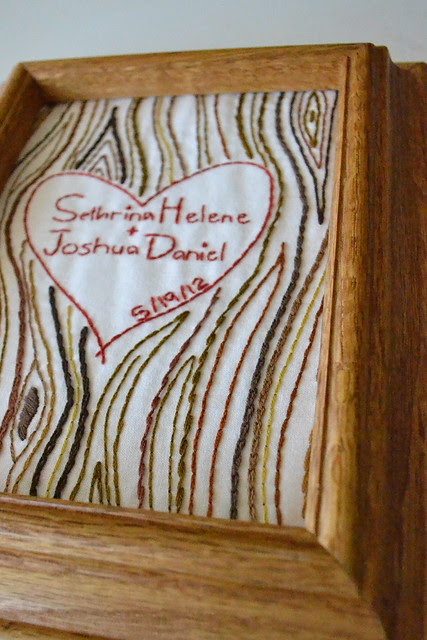 Sethrina Helene
+
Joshua Daniel
5/19/12